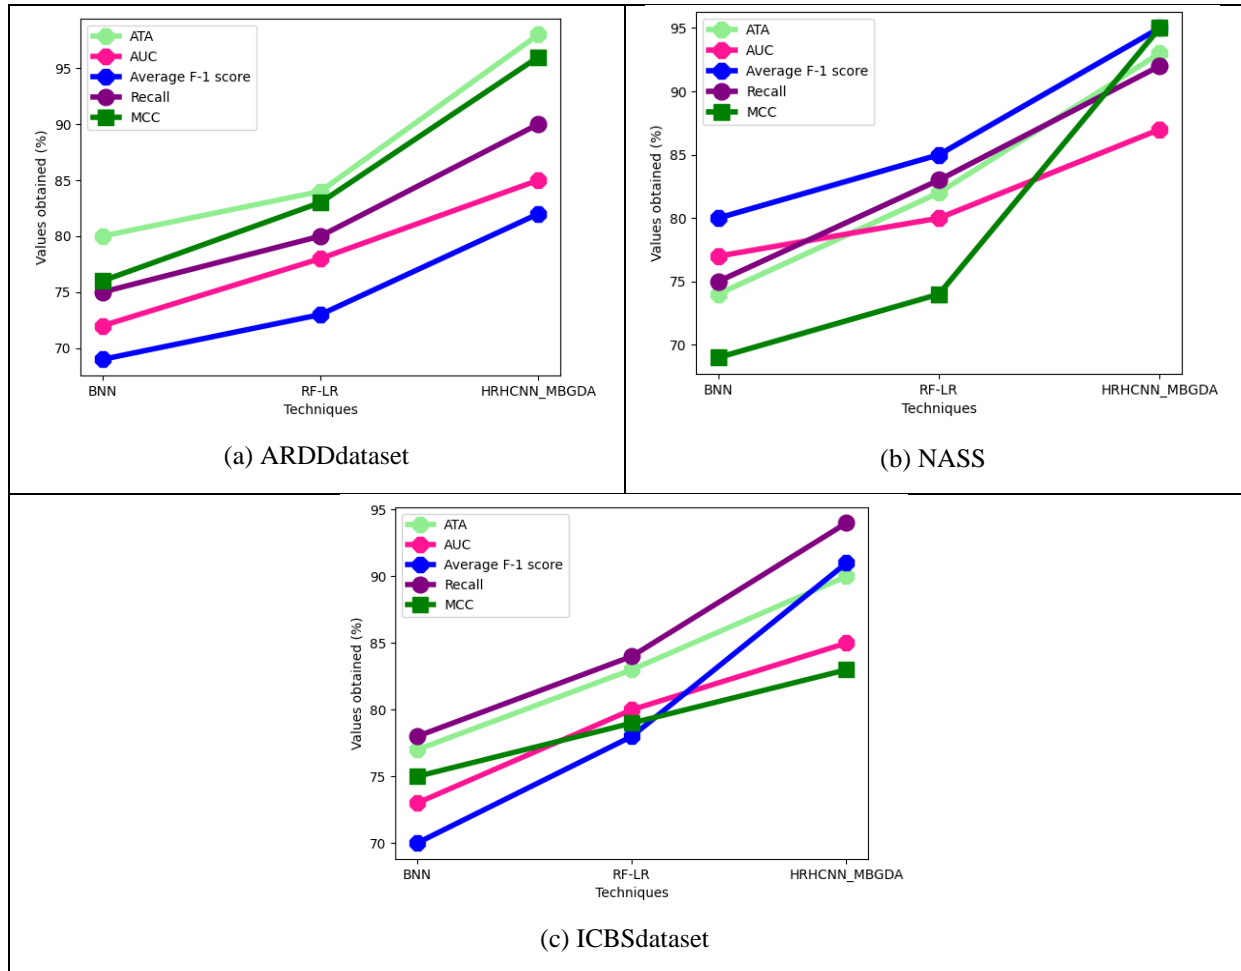 ATA
AUC
Average F-1 score
Recall
MCC
95
90
85
80
75
70
Values obtained (%)
BNN
RF-LR
HRHCNN_MBGDA
Techniques
(a) ARDDdataset
95
ATA
AUC
Average F-1 score
Recall
MCC
90
85
80
75
70
Values obtained (%)
BNN
RF-LR
HRHCNN_MBGDA
Techniques
(b) NASS
95
ATA
AUC
Average F-1 score
Recall
MCC
90
85
80
75
70
Values obtained (%)
BNN
RF-LR
HRHCNN_MBGDA
Techniques
(c) ICBSdataset